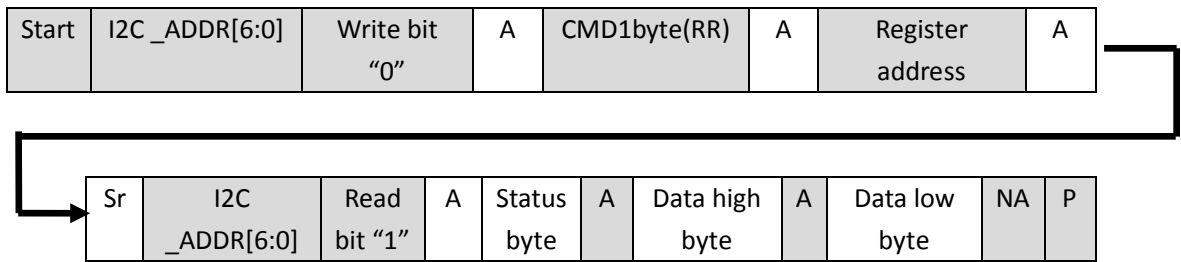 Start I2C _ADDR[6:0] Write bit A CMD1byte(RR) A Register A
“0” address
Sr I2C Read A Status A Data high A Data low NA P
_ADDR[6:0] bit “1” byte byte byte